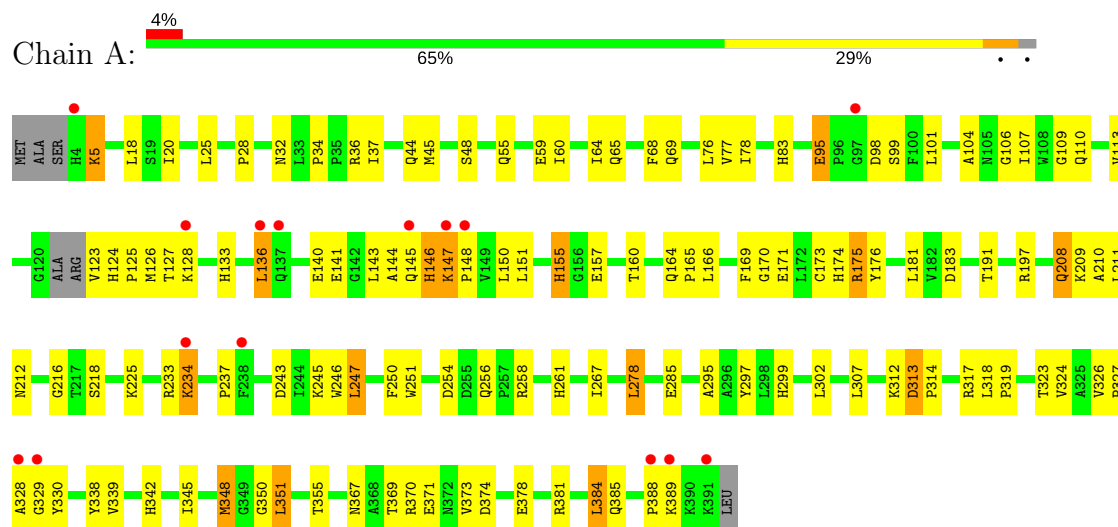 4%
Chain A:
65% 29% • •
MET ALA SER H4 K5 L18 S19 I20 L25 P28 N32 L33 P34 P35 R36 I37 Q44 M45 S48 Q55 E59 I60 I64 Q65 F68 Q69 L76 V77 I78 H83 E95 P96 G97 D98 S99 F100 L101 A104 N105 G106 I107 W108 G109 Q110
G120 ALA ARG V123 H124 P125 M126 T127 K128 H133 L136 Q137 E140 E141 G142 L143 A144 Q145 H146 K147 P148 V149 L150 L151 H155 G156 E157 T160 Q164 P165 L166 F169 G170 E171 L172 C173 H174 R175 Y176 L181 V182 D183 T191 R197 Q208 K209 A210
N212 G216 T217 S218 K225 R233 K234 P237 F238 D243 I244 K245 W246 L247 F250 W251 D254 D255 Q256 P257 R258 H261 I267 L278 E285 A295 A296 Y297 L298 H299 L302 L307 K312 D313 P314 R317 L318 P319 T323 V324 A325 V326
A328 G329 Y330 Y338 V339 H342 I345 M348 G349 G350 L351 T355 N367 A368 T369 R370 E371 N372 V373 D374 E378 R381 L384 Q385 P388 K389 K390 K391 LEU